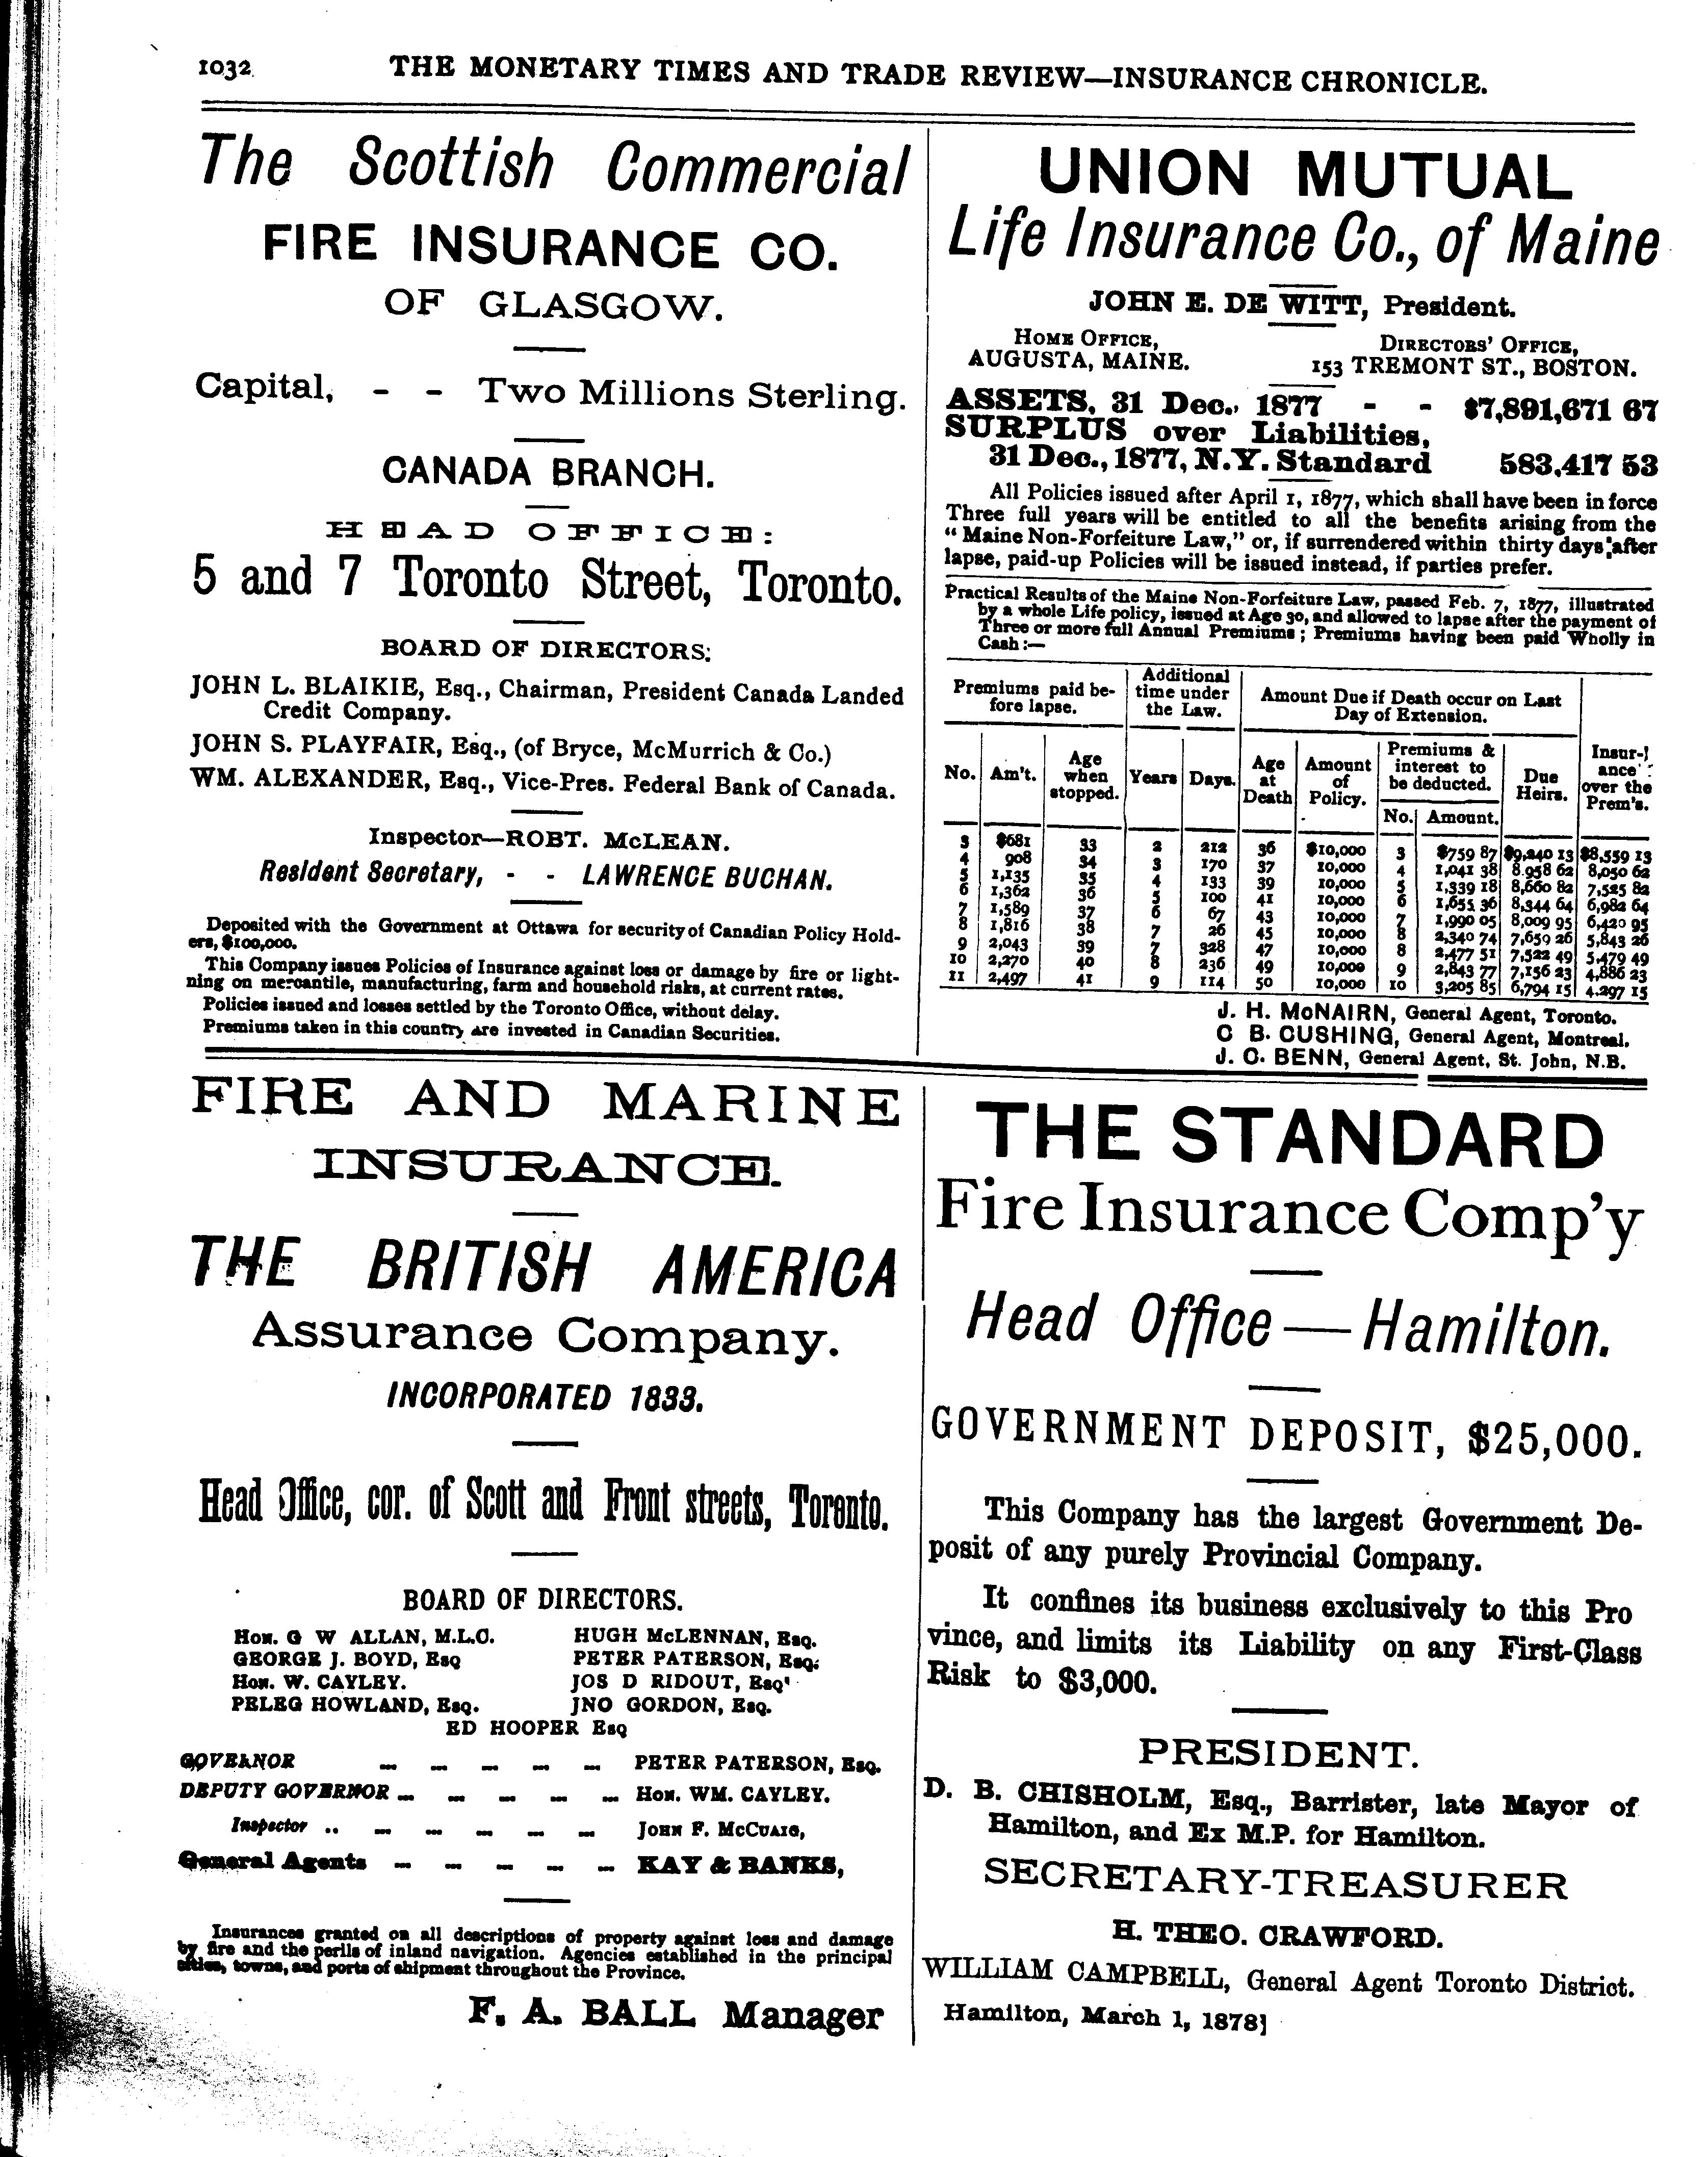 1032
THE MONETARY TIMES AND TRADE REVIEW—INSURANCE CHRONICLE.
The Scottish Commercial
FIRE INSURANCE CO.
OF GLASGOW.
Capital, - - Two Millions Sterling.
CANADA BRANCH.
HEAD OFFICE:
5 and 7 Toronto Street, Toronto.
BOARD OF DIRECTORS:
JOHN L. BLAIKIE, Esq., Chairman, President Canada Landed
Credit Company.
JOHN S. PLAYFAIR, Esq., (of Bryce, McMurrich & Co.)
WM. ALEXANDER, Esq., Vice-Pres. Federal Bank of Canada.
Inspector—ROBT. McLEAN.
Resident Secretary, - - LAWRENCE BUCHAN.
Deposited with the Government at Ottawa for security of Canadian Policy Hold-
ers, $100,000.
This Company issues Policies of Insurance against loss or damage by fire or light-
ning on mercantile, manufacturing, farm and household risks, at current rates.
Policies issued and losses settled by the Toronto Office, without delay.
Premiums taken in this country are invested in Canadian Securities.
UNION MUTUAL
Life Insurance Co., of Maine
JOHN E. DE WITT, President.
HOME OFFICE, DIRECTORS' OFFICE,
AUGUSTA, MAINE. 153 TREMONT ST., BOSTON.
ASSETS, 31 Dec., 1877 - - $7,891,671 67
SURPLUS over Liabilities,
31 Dec., 1877, N.Y. Standard 583,417 53
All Policies issued after April 1, 1877, which shall have been in force
Three full years will be entitled to all the benefits arising from the
"Maine Non-Forfeiture Law," or, if surrendered within thirty days after
lapse, paid-up Policies will be issued instead, if parties prefer.
Practical Results of the Maine Non-Forfeiture Law, passed Feb. 7, 1877, illustrated
by a whole Life policy, issued at Age 30, and allowed to lapse after the payment of
Three or more full Annual Premiums; Premiums having been paid Wholly in
Cash:—
Premiums paid be-
fore lapse.
Additional
time under
the Law.
Amount Due if Death occur on Last
Day of Extension.
No. Am't. Age
when
stopped. Years Days. Age
at
Death Amount
of
Policy. Premiums &
interest to
be deducted.
No. Amount. Due
Heirs. Insur-
ance
over the
Prem's.
3 $681 33 2 212 36 $10,000 3 $759 87 $9,240 13 $8,559 13
4 908 34 3 170 37 10,000 4 1,041 38 8.958 62 8,050 62
5 1,135 35 4 133 39 10,000 5 1,339 18 8,660 82 7,525 82
6 1,362 36 5 100 41 10,000 6 1,655 36 8,344 64 6,982 64
7 1,589 37 6 67 43 10,000 7 1,990 05 8,009 95 6,420 95
8 1,816 38 7 26 45 10,000 8 2,340 74 7,659 26 5,843 26
9 2,043 39 7 328 47 10,000 8 2,477 51 7,522 49 5,479 49
10 2,270 40 8 236 49 10,000 9 2,843 77 7,156 23 4,886 23
11 2,497 41 9 114 50 10,000 10 3,205 85 6,794 15 4.297 15
J. H. McNAIRN, General Agent, Toronto.
C B. CUSHING, General Agent, Montreal.
J. C. BENN, General Agent, St. John, N.B.
FIRE AND MARINE
INSURANCE.
THE BRITISH AMERICA
Assurance Company.
INCORPORATED 1833.
Head Office, cor. of Scott and Front streets, Toronto.
BOARD OF DIRECTORS.
HON. G W ALLAN, M.L.C. HUGH McLENNAN, ESQ.
GEORGE J. BOYD, ESQ PETER PATERSON, ESQ.
HON. W. CAYLEY. JOS D RIDOUT, ESQ
PELEG HOWLAND, ESQ. JNO GORDON, ESQ.
ED HOOPER ESQ
GOVERNOR - - - - - PETER PATERSON, ESQ.
DEPUTY GOVERNOR - - - - - HON. WM. CAYLEY.
Inspector .. - - - - - JOHN F. McCUAIG,
General Agents - - - - - KAY & BANKS,
Insurances granted on all descriptions of property against loss and damage
by fire and the perils of inland navigation. Agencies established in the principal
cities, towns, and ports of shipment throughout the Province.
F. A. BALL Manager
THE STANDARD
Fire Insurance Comp'y
Head Office—Hamilton.
GOVERNMENT DEPOSIT, $25,000.
This Company has the largest Government De-
posit of any purely Provincial Company.
It confines its business exclusively to this Pro
vince, and limits its Liability on any First-Class
Risk to $3,000.
PRESIDENT.
D. B. CHISHOLM, Esq., Barrister, late Mayor of
Hamilton, and Ex M.P. for Hamilton.
SECRETARY-TREASURER
H. THEO. CRAWFORD.
WILLIAM CAMPBELL, General Agent Toronto District.
Hamilton, March 1, 1878]